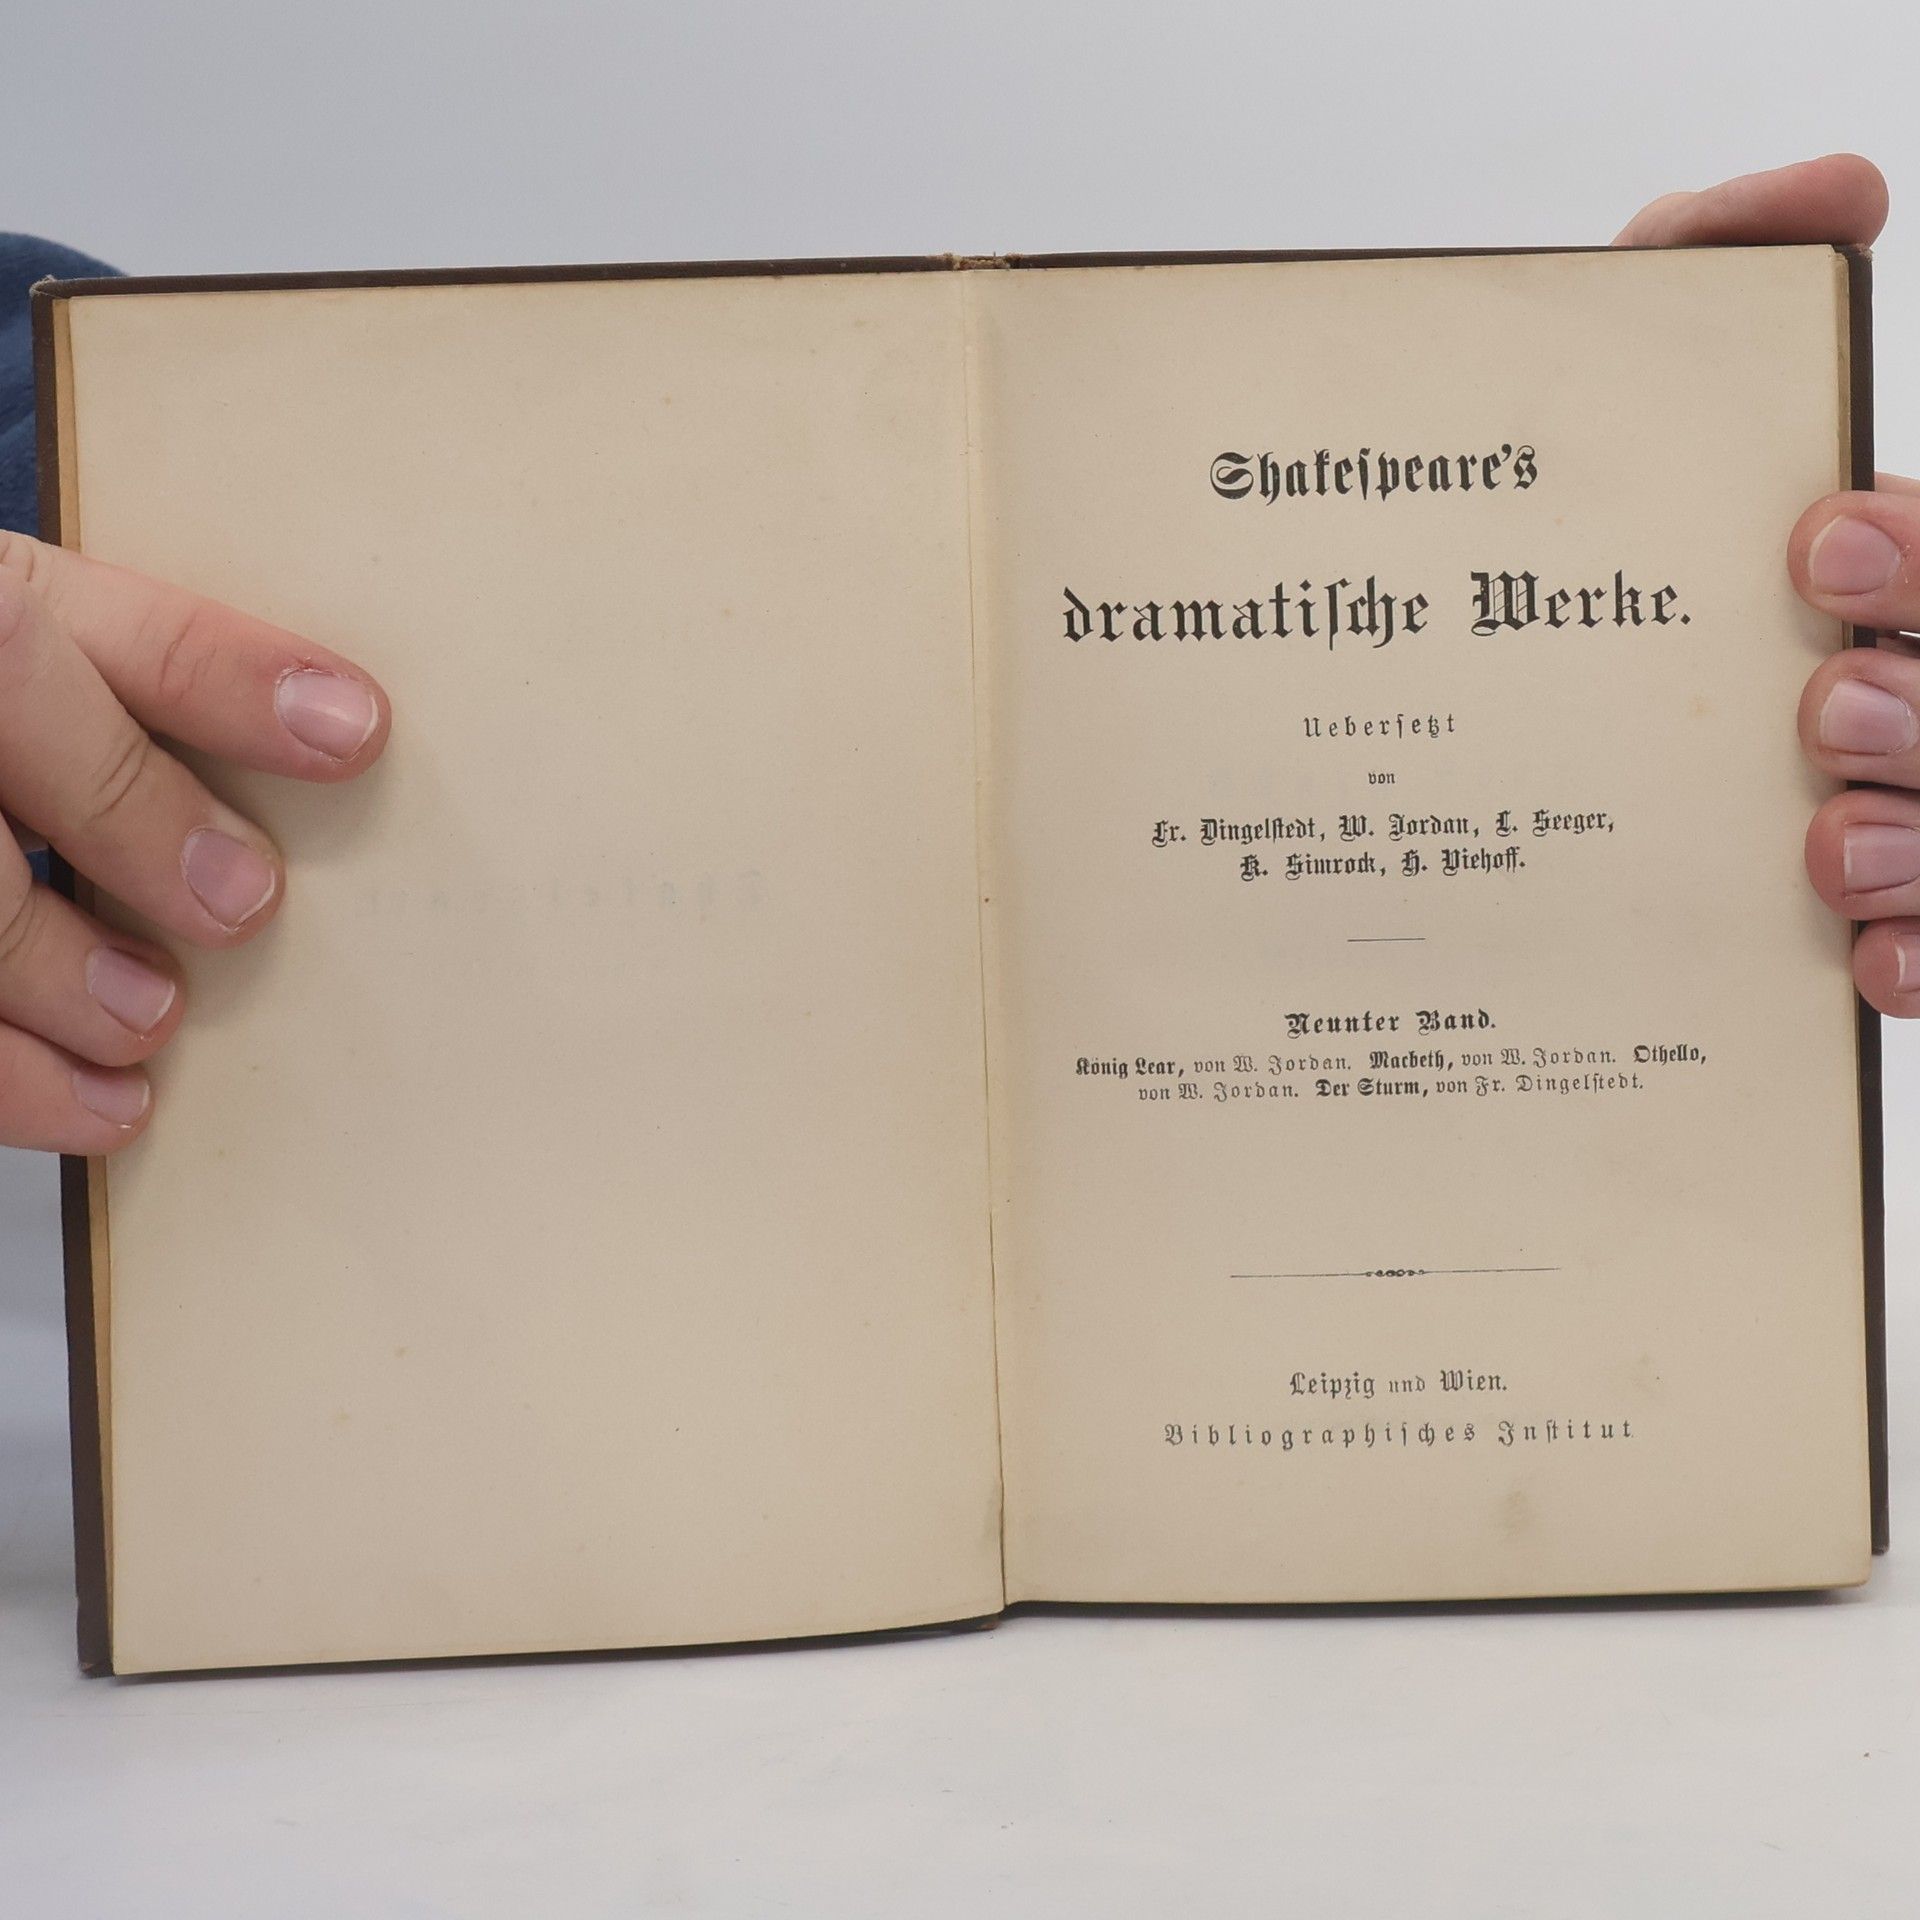 Shakeſpeare's
dramatiſche Werke.
Ueberſetzt
von
Fr. Dingelſtedt, W. Jordan, L. Seeger,
K. Simrock, H. Viehoff.
Neunter Band.
König Lear, von W. Jordan. Macbeth, von W. Jordan. Othello,
von W. Jordan. Der Sturm, von Fr. Dingelſtedt.
Leipzig und Wien.
Bibliographiſches Inſtitut